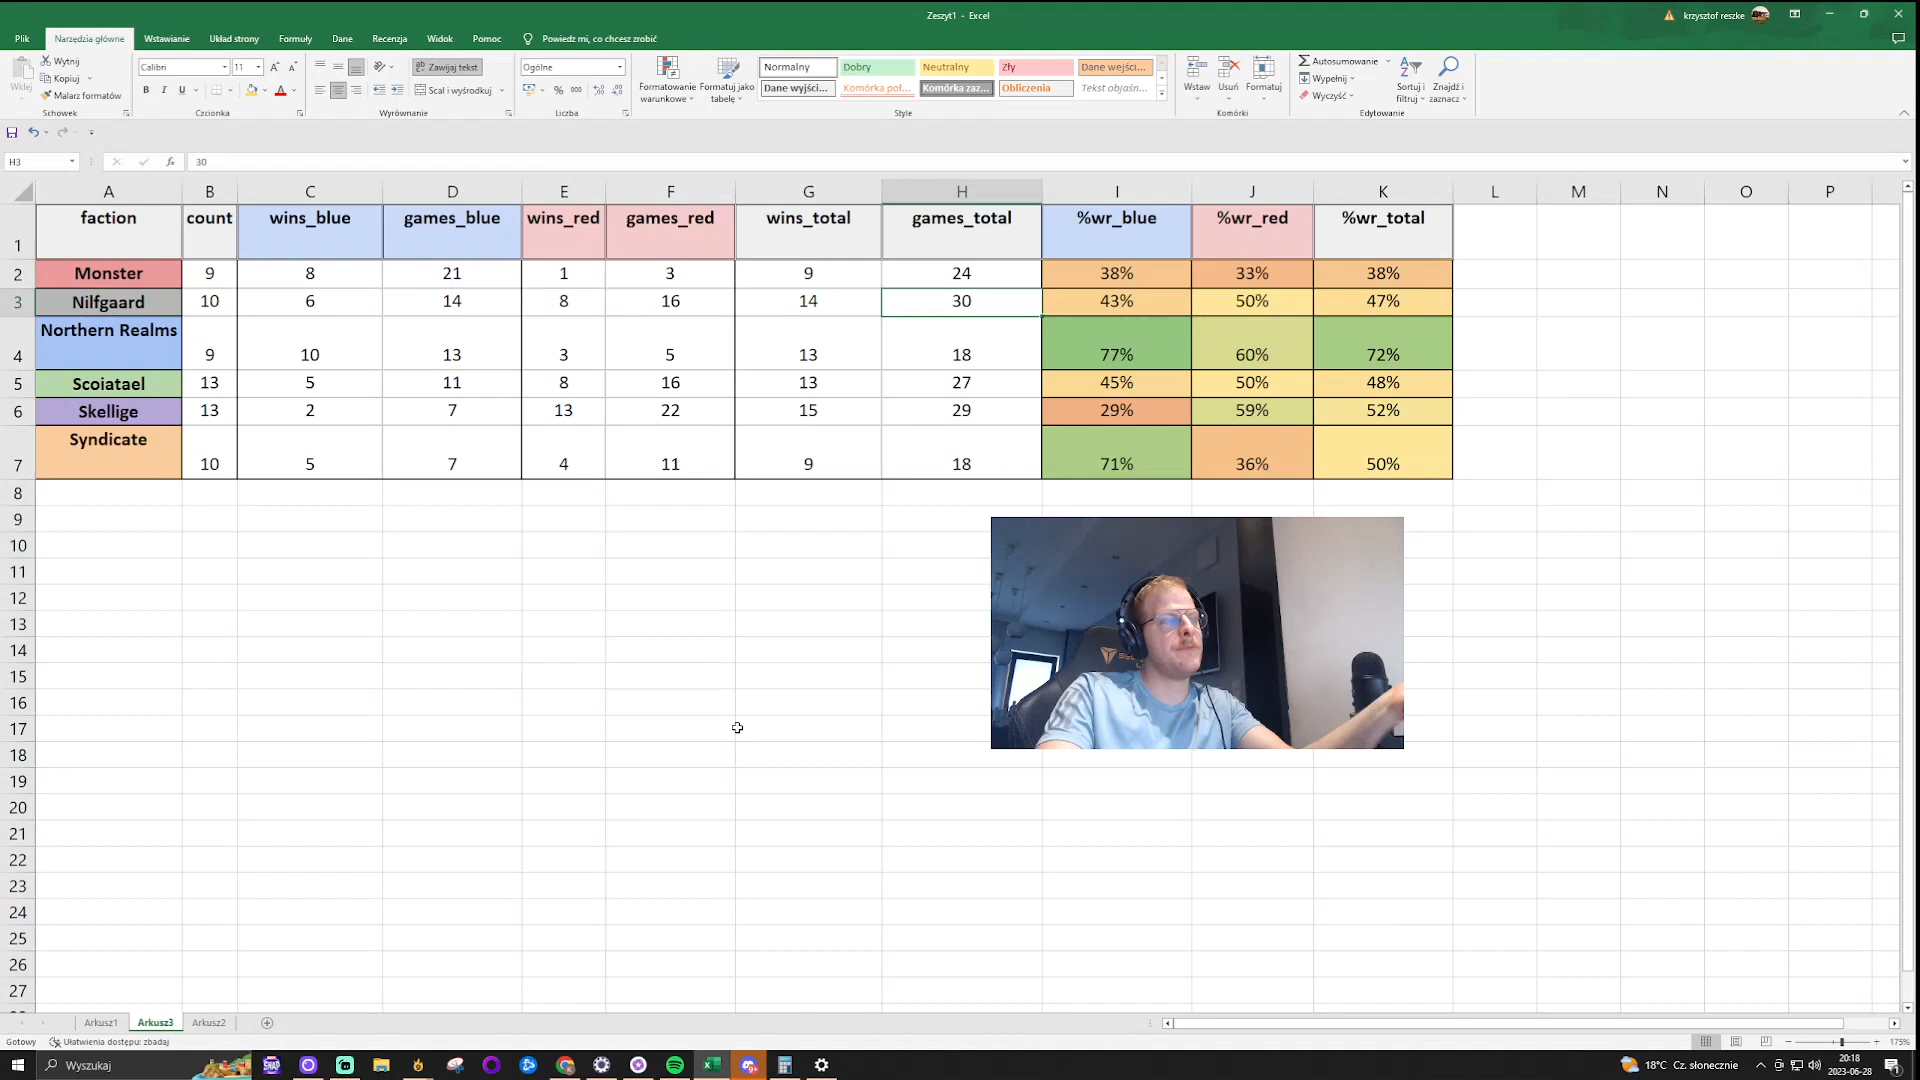 Zeszyt1 - Excel
krzysztof reszke
Plik Narzędzia główne Wstawianie Układ strony Formuły Dane Recenzja Widok Pomoc Powiedz mi, co chcesz zrobić
Wklej
Wytnij
Kopiuj
Malarz formatów
Schowek
Calibri 11
B I U
Czcionka
Zawijaj tekst
Scal i wyśrodkuj
Wyrównanie
Ogólne
% 000
Liczba
Formatowanie warunkowe
Formatuj jako tabelę
Normalny Dobry Neutralny Zły Dane wejści...
Dane wyjści... Komórka poł... Komórka zaz... Obliczenia Tekst objaśn...
Style
Wstaw Usuń Formatuj
Komórki
Autosumowanie
Wypełnij
Wyczyść
Sortuj i filtruj
Znajdź i zaznacz
Edytowanie
H3 fx 30
A B C D E F G H I J K L M N O P
1 faction count wins_blue games_blue wins_red games_red wins_total games_total %wr_blue %wr_red %wr_total
2 Monster 9 8 21 1 3 9 24 38% 33% 38%
3 Nilfgaard 10 6 14 8 16 14 30 43% 50% 47%
4 Northern Realms 9 10 13 3 5 13 18 77% 60% 72%
5 Scoiatael 13 5 11 8 16 13 27 45% 50% 48%
6 Skellige 13 2 7 13 22 15 29 29% 59% 52%
7 Syndicate 10 5 7 4 11 9 18 71% 36% 50%
8
9
10
11
12
13
14
15
16
17
18
19
20
21
22
23
24
25
26
27
Arkusz1 Arkusz3 Arkusz2
Gotowy Ułatwienia dostępu: zbadaj
175%
Wyszukaj
SNAP
18°C Cz. słonecznie
20:18
2023-06-28